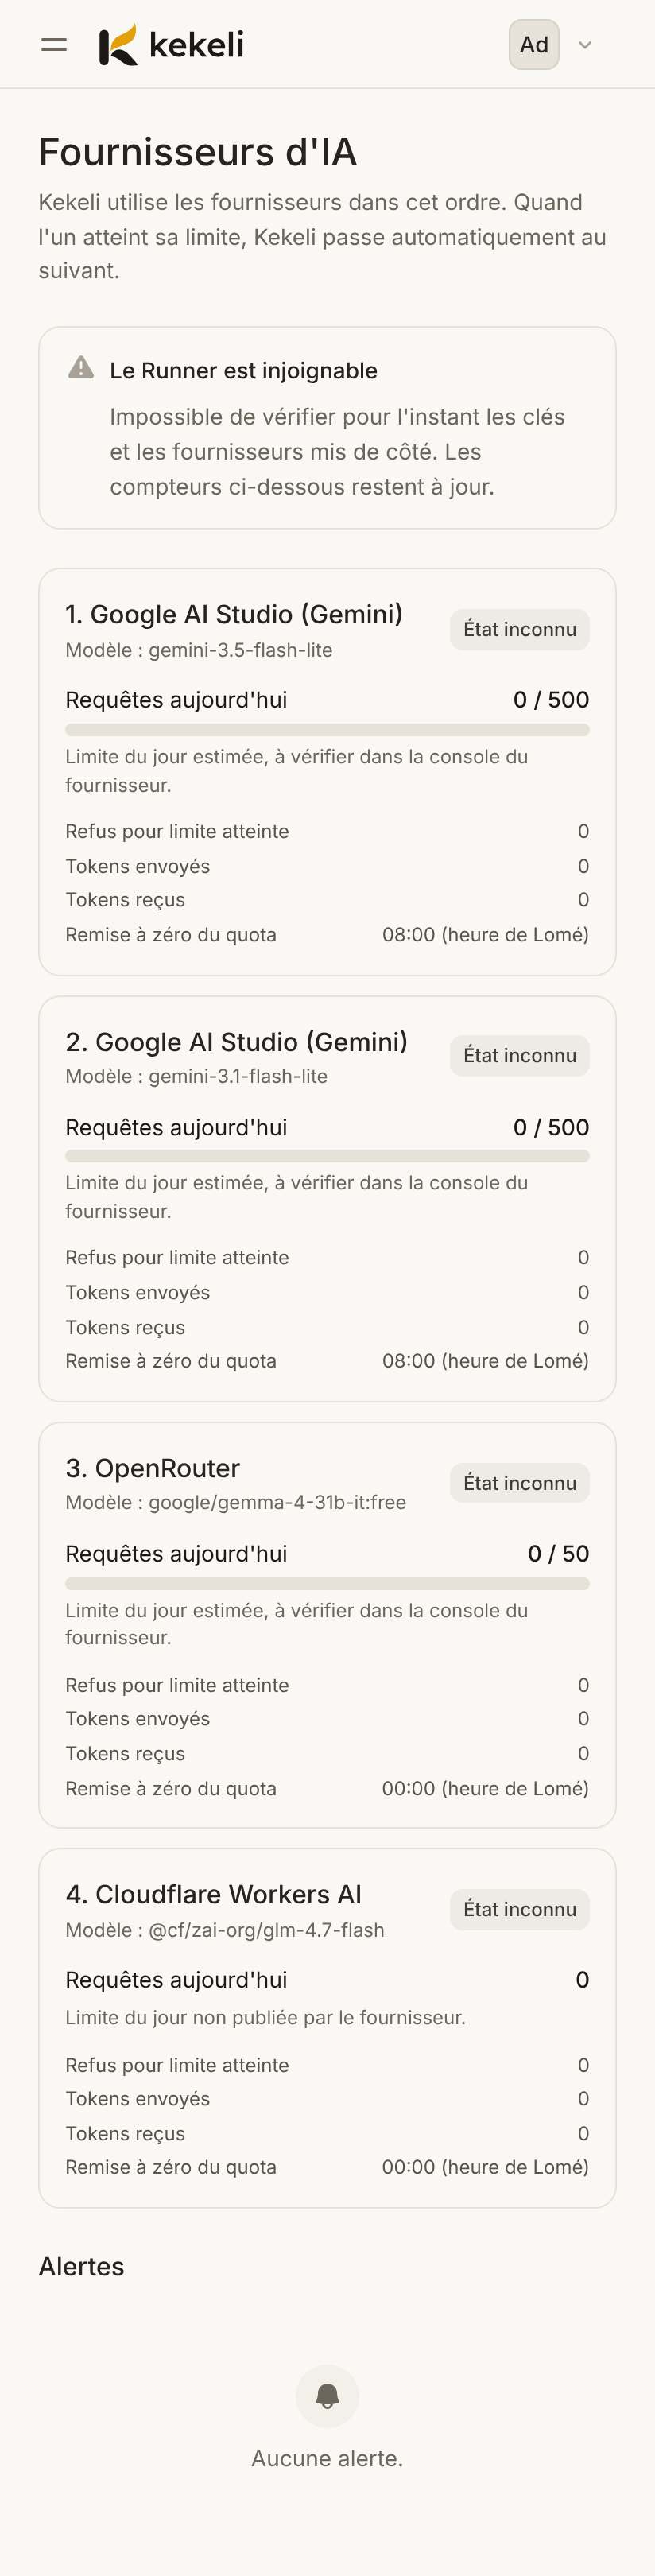 kekeli
Ad
Fournisseurs d'IA
Kekeli utilise les fournisseurs dans cet ordre. Quand
l'un atteint sa limite, Kekeli passe automatiquement au
suivant.
Le Runner est injoignable
Impossible de vérifier pour l'instant les clés
et les fournisseurs mis de côté. Les
compteurs ci-dessous restent à jour.
1. Google AI Studio (Gemini)
État inconnu
Modèle : gemini-3.5-flash-lite
Requêtes aujourd'hui 0 / 500
Limite du jour estimée, à vérifier dans la console du
fournisseur.
Refus pour limite atteinte 0
Tokens envoyés 0
Tokens reçus 0
Remise à zéro du quota 08:00 (heure de Lomé)
2. Google AI Studio (Gemini)
État inconnu
Modèle : gemini-3.1-flash-lite
Requêtes aujourd'hui 0 / 500
Limite du jour estimée, à vérifier dans la console du
fournisseur.
Refus pour limite atteinte 0
Tokens envoyés 0
Tokens reçus 0
Remise à zéro du quota 08:00 (heure de Lomé)
3. OpenRouter
État inconnu
Modèle : google/gemma-4-31b-it:free
Requêtes aujourd'hui 0 / 50
Limite du jour estimée, à vérifier dans la console du
fournisseur.
Refus pour limite atteinte 0
Tokens envoyés 0
Tokens reçus 0
Remise à zéro du quota 00:00 (heure de Lomé)
4. Cloudflare Workers AI
État inconnu
Modèle : @cf/zai-org/glm-4.7-flash
Requêtes aujourd'hui 0
Limite du jour non publiée par le fournisseur.
Refus pour limite atteinte 0
Tokens envoyés 0
Tokens reçus 0
Remise à zéro du quota 00:00 (heure de Lomé)
Alertes
Aucune alerte.